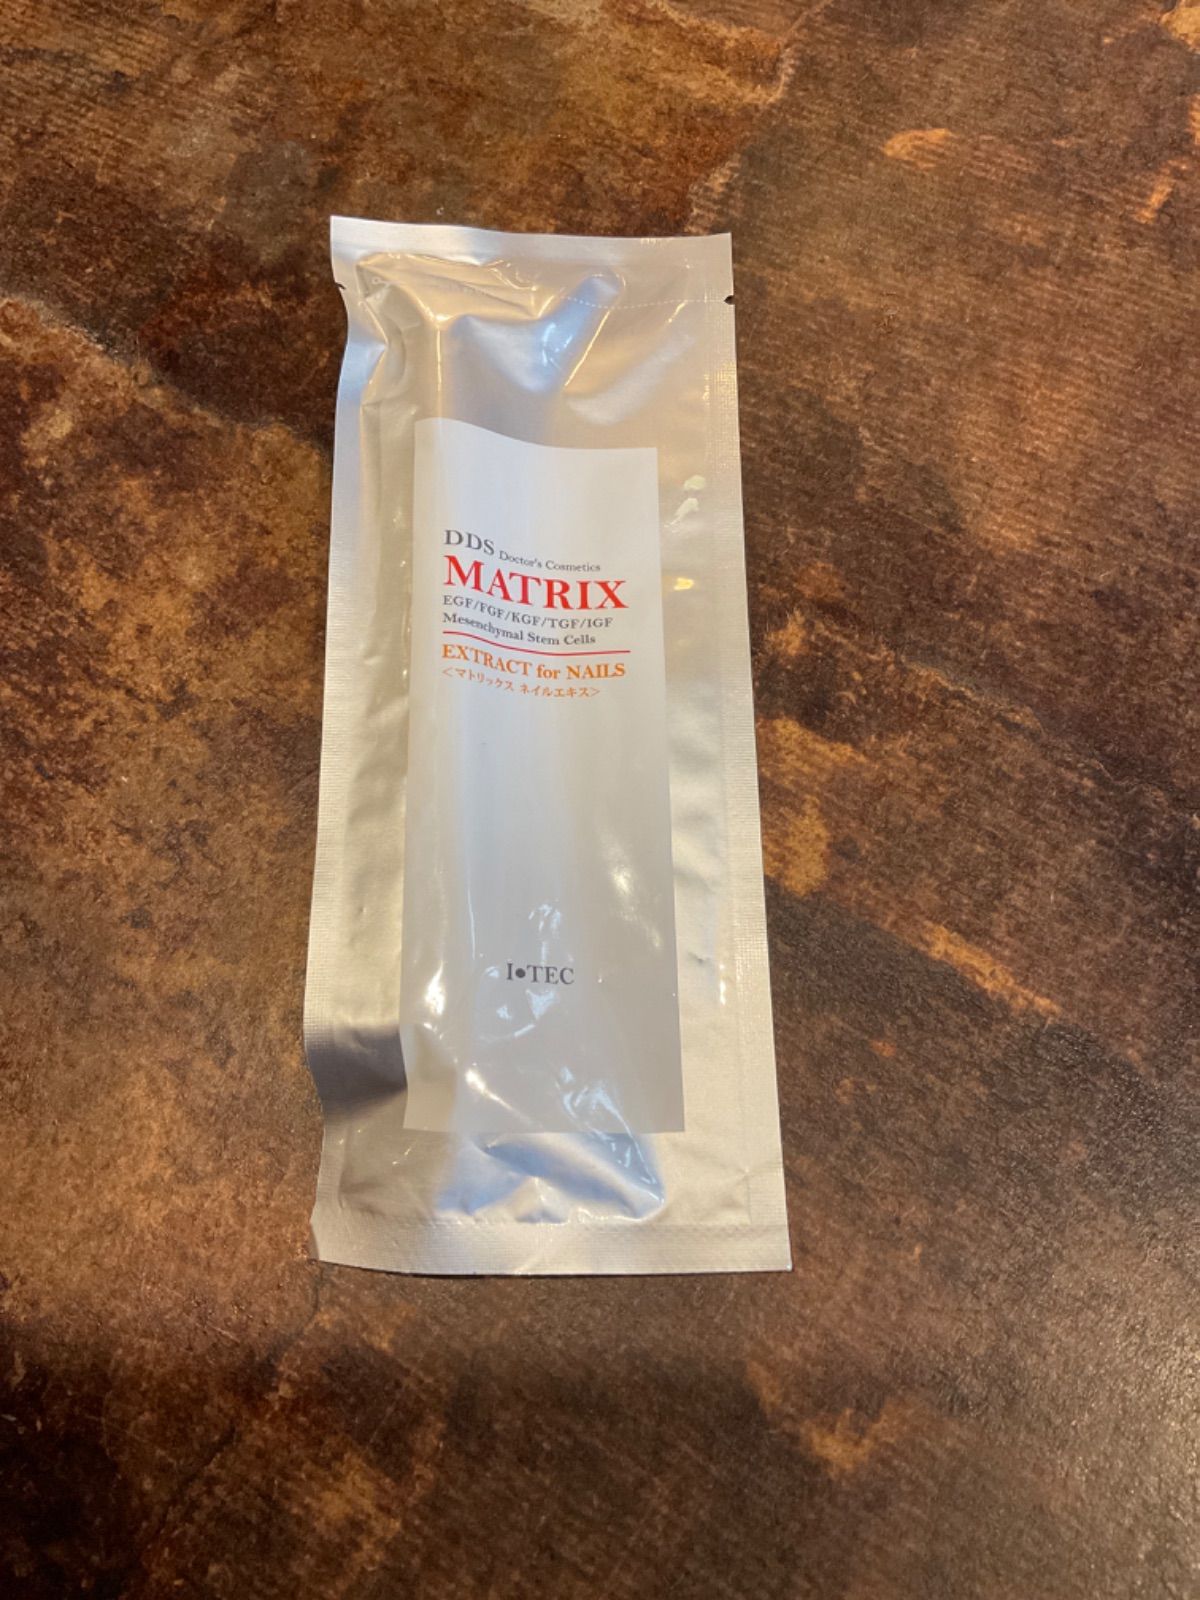 DDS Doctor's Cosmetics
MATRIX
EGF/FGF/KGF/TGF/IGF
Mesenchymal Stem Cells
EXTRACT for NAILS
<マトリックス ネイルエキス>
I•TEC